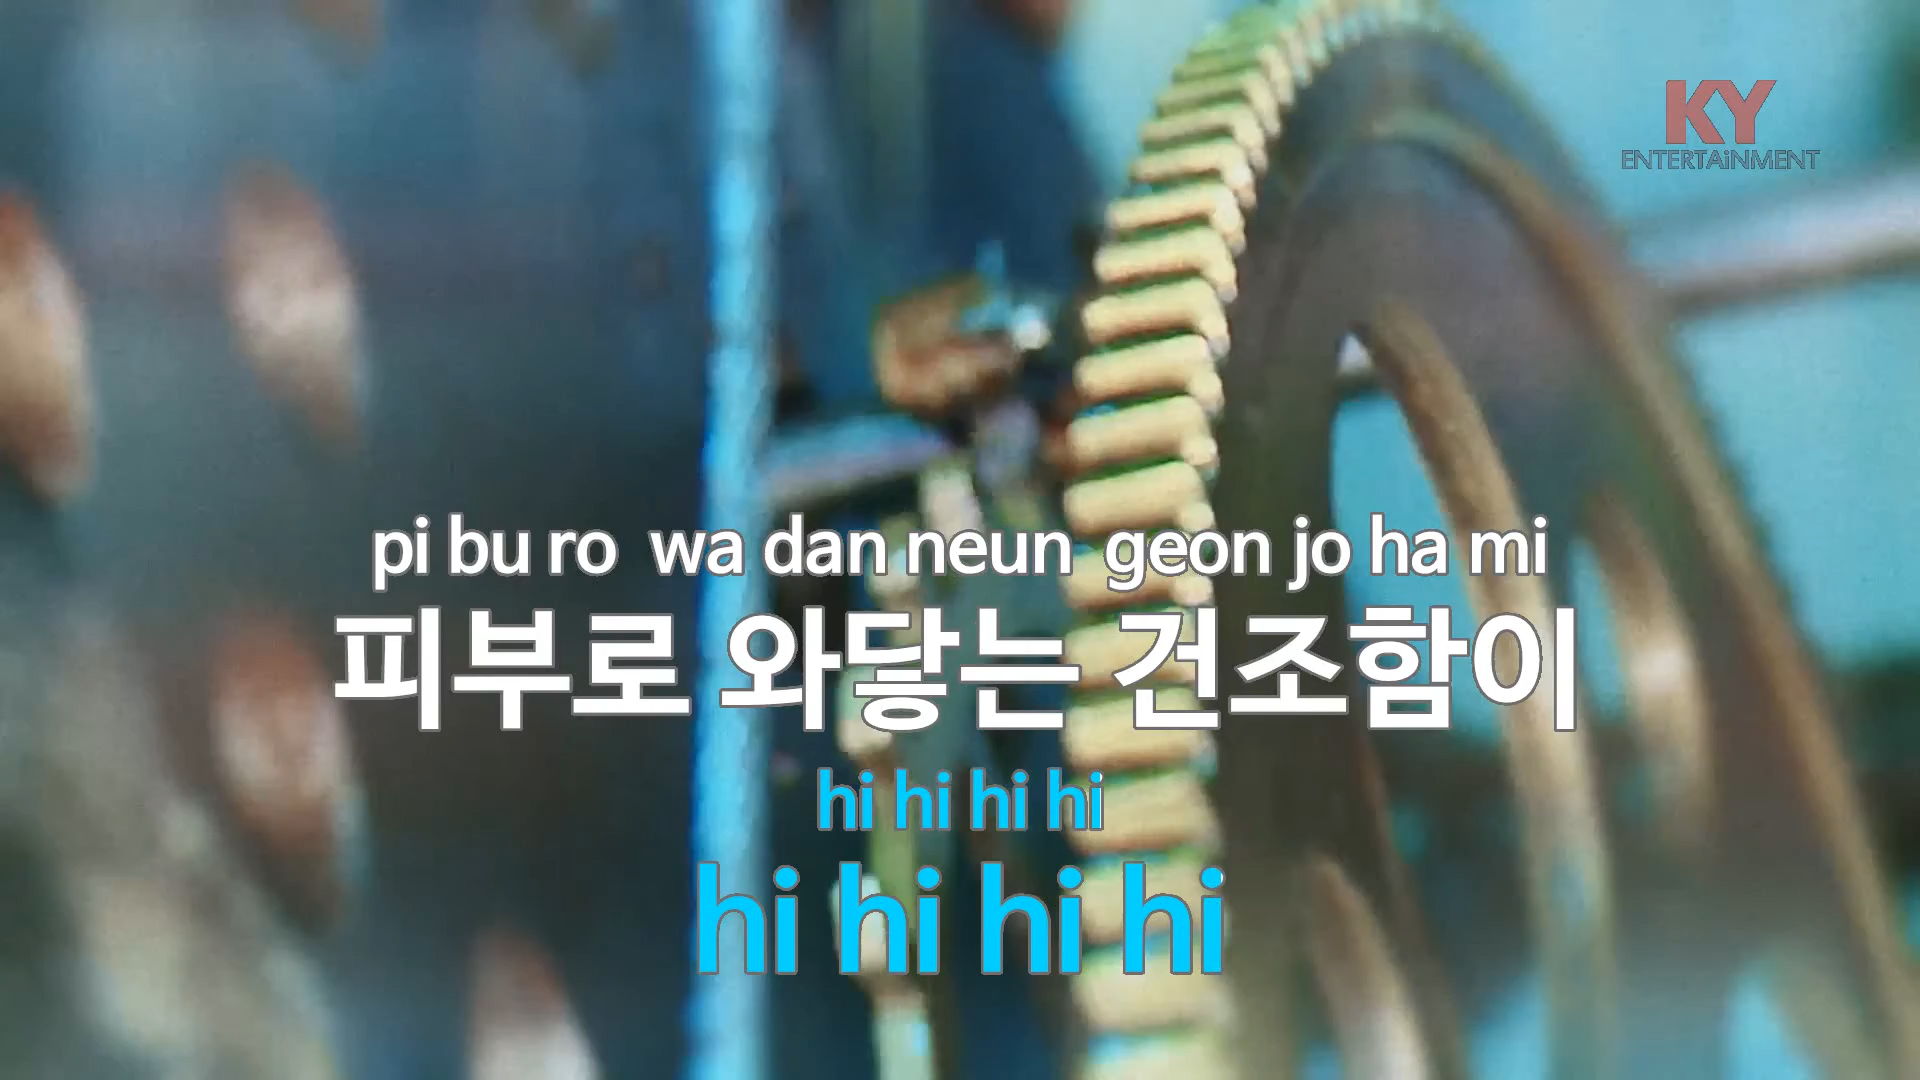 KY
ENTERTAiNMENT
pi bu ro wa dan neun geon jo ha mi
피부로 와닿는 건조함이
hi hi hi hi
hi hi hi hi